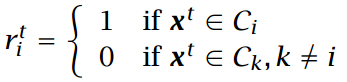 r_i^t = { 1 if x^t ∈ C_i
0 if x^t ∈ C_k, k ≠ i